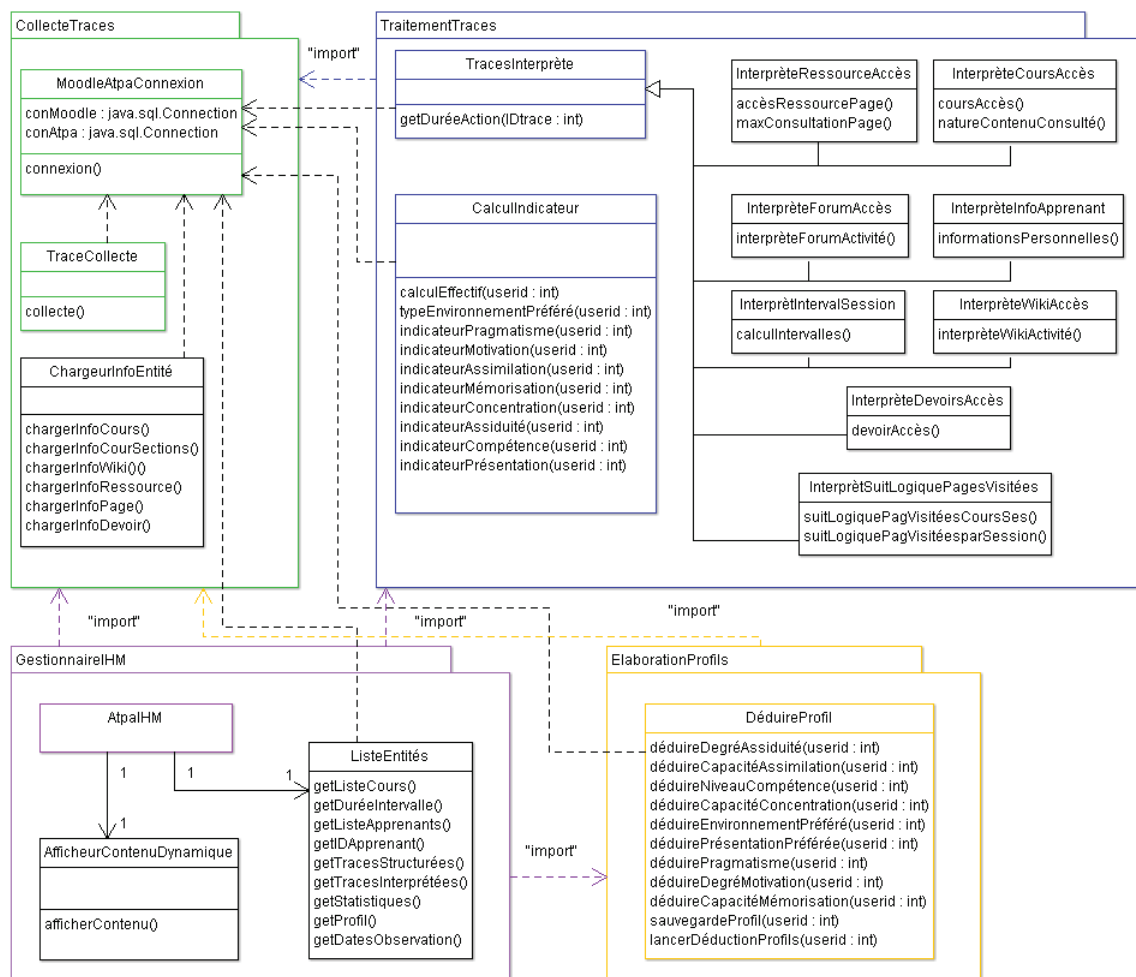 CollecteTraces
MoodleAtpaConnexion
conMoodle : java.sql.Connection
conAtpa : java.sql.Connection
connexion()
TraceCollecte
collecte()
ChargeurInfoEntité
chargerInfoCours()
chargerInfoCourSections()
chargerInfoWiki()()
chargerInfoRessource()
chargerInfoPage()
chargerInfoDevoir()
"import"
TraitementTraces
TracesInterprète
getDuréeAction(IDtrace : int)
CalculIndicateur
calculEffectif(userid : int)
typeEnvironnementPréféré(userid : int)
indicateurPragmatisme(userid : int)
indicateurMotivation(userid : int)
indicateurAssimilation(userid : int)
indicateurMémorisation(userid : int)
indicateurConcentration(userid : int)
indicateurAssiduité(userid : int)
indicateurCompétence(userid : int)
indicateurPrésentation(userid : int)
InterprèteRessourceAccès
accèsRessourcePage()
maxConsultationPage()
InterprèteCoursAccès
coursAccès()
natureContenuConsulté()
InterprèteForumAccès
interprèteForumActivité()
InterprèteInfoApprenant
informationsPersonnelles()
InterprètIntervalSession
calculIntervalles()
InterprèteWikiAccès
interprèteWikiActivité()
InterprèteDevoirsAccès
devoirAccès()
InterprètSuitLogiquePagesVisitées
suitLogiquePagVisitéesCoursSes()
suitLogiquePagVisitéesparSession()
"import"
"import"
"import"
GestionnaireIHM
AtpaIHM
1
1
1
1
AfficheurContenuDynamique
afficherContenu()
ListeEntités
getListeCours()
getDuréeIntervalle()
getListeApprenants()
getIDApprenant()
getTracesStructurées()
getTracesInterprétées()
getStatistiques()
getProfil()
getDatesObservation()
"import"
ElaborationProfils
DéduireProfil
déduireDegréAssiduité(userid : int)
déduireCapacitéAssimilation(userid : int)
déduireNiveauCompétence(userid : int)
déduireCapacitéConcentration(userid : int)
déduireEnvironnementPréféré(userid : int)
déduirePrésentationPréférée(userid : int)
déduirePragmatisme(userid : int)
déduireDegréMotivation(userid : int)
déduireCapacitéMémorisation(userid : int)
sauvegardeProfil(userid : int)
lancerDéductionProfils(userid : int)